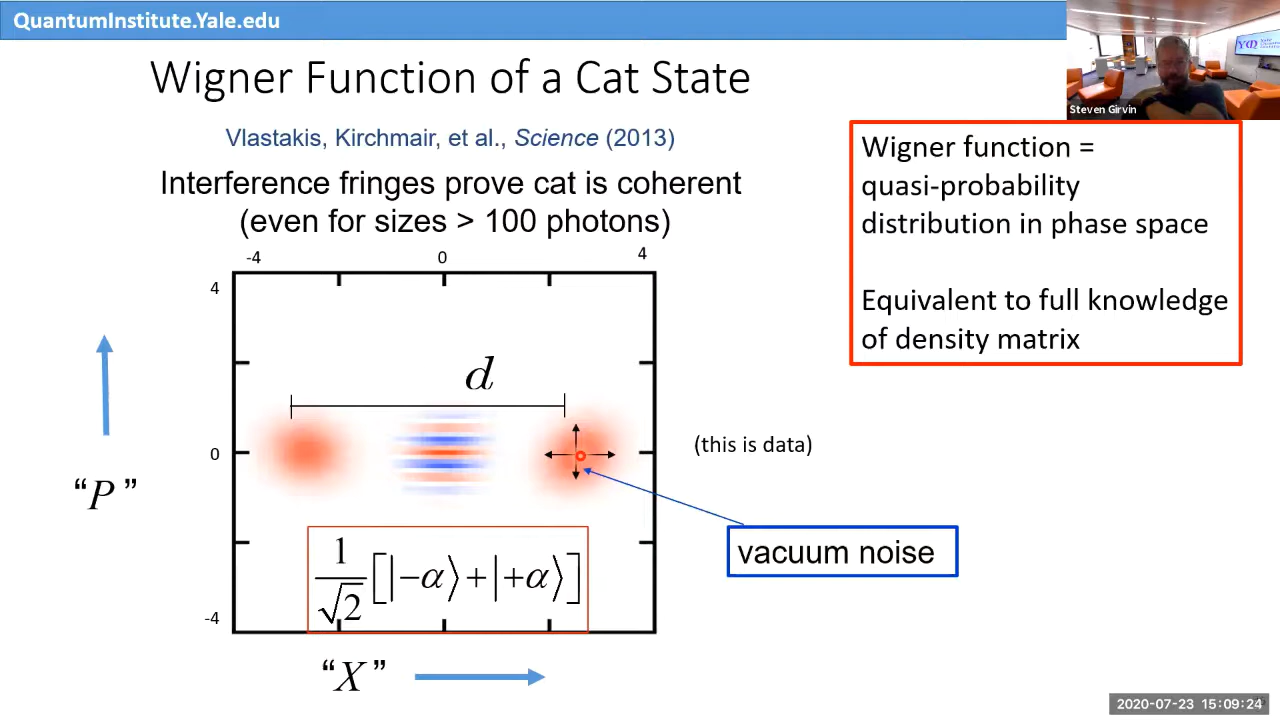 QuantumInstitute.Yale.edu
Steven Girvin
Wigner Function of a Cat State
Vlastakis, Kirchmair, et al., Science (2013)
Interference fringes prove cat is coherent
(even for sizes > 100 photons)
Wigner function =
quasi-probability
distribution in phase space
Equivalent to full knowledge
of density matrix
-4 0 4
4
d
0
(this is data)
“P”
vacuum noise
1/√2 [|−α⟩+|+α⟩]
-4
“X”
2020-07-23 15:09:24